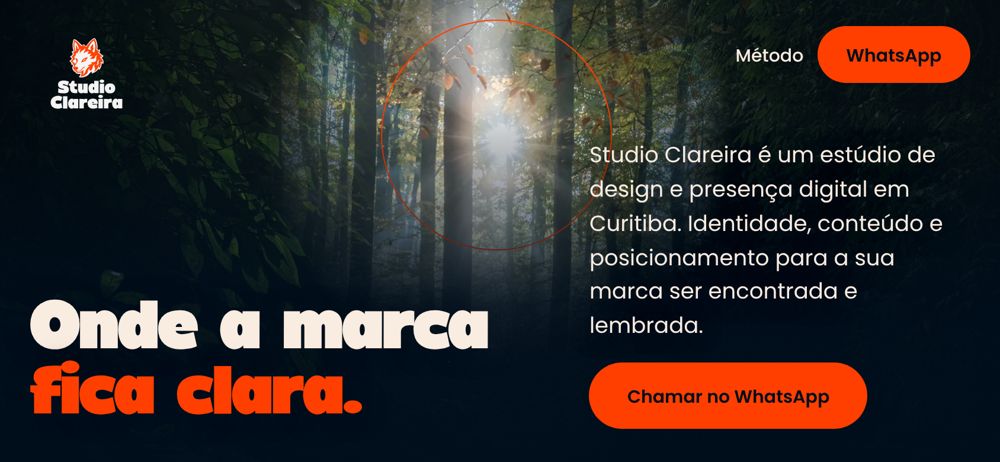 Studio
Clareira
Método
WhatsApp
Studio Clareira é um estúdio de
design e presença digital em
Curitiba. Identidade, conteúdo e
posicionamento para a sua
marca ser encontrada e
lembrada.
Onde a marca
fica clara.
Chamar no WhatsApp